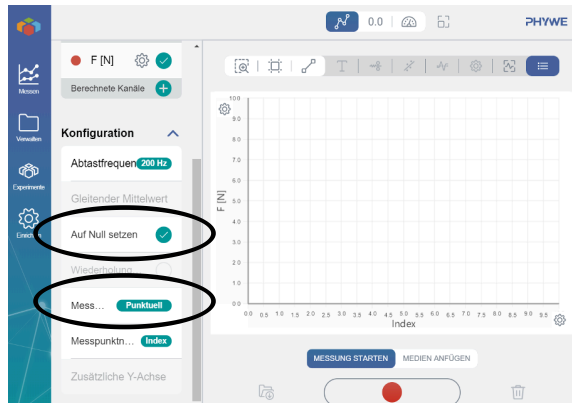 0.0
PHYWE
Messen
Verwalten
Experimente
F [N]
Berechnete Kanäle
Konfiguration
Abtastfrequen 200 Hz
Gleitender Mittelwert
Auf Null setzen
Wiederholung
Mess... Punktuell
Messpunktn... Index
Zusätzliche Y-Achse
T
10.0
9.0
8.0
7.0
6.0
5.0
4.0
3.0
2.0
1.0
0.0
F [N]
0.0 0.5 1.0 1.5 2.0 2.5 3.0 3.5 4.0 4.5 5.0 5.5 6.0 6.5 7.0 7.5 8.0 8.5 9.0 9.5
Index
MESSUNG STARTEN MEDIEN ANFÜGEN